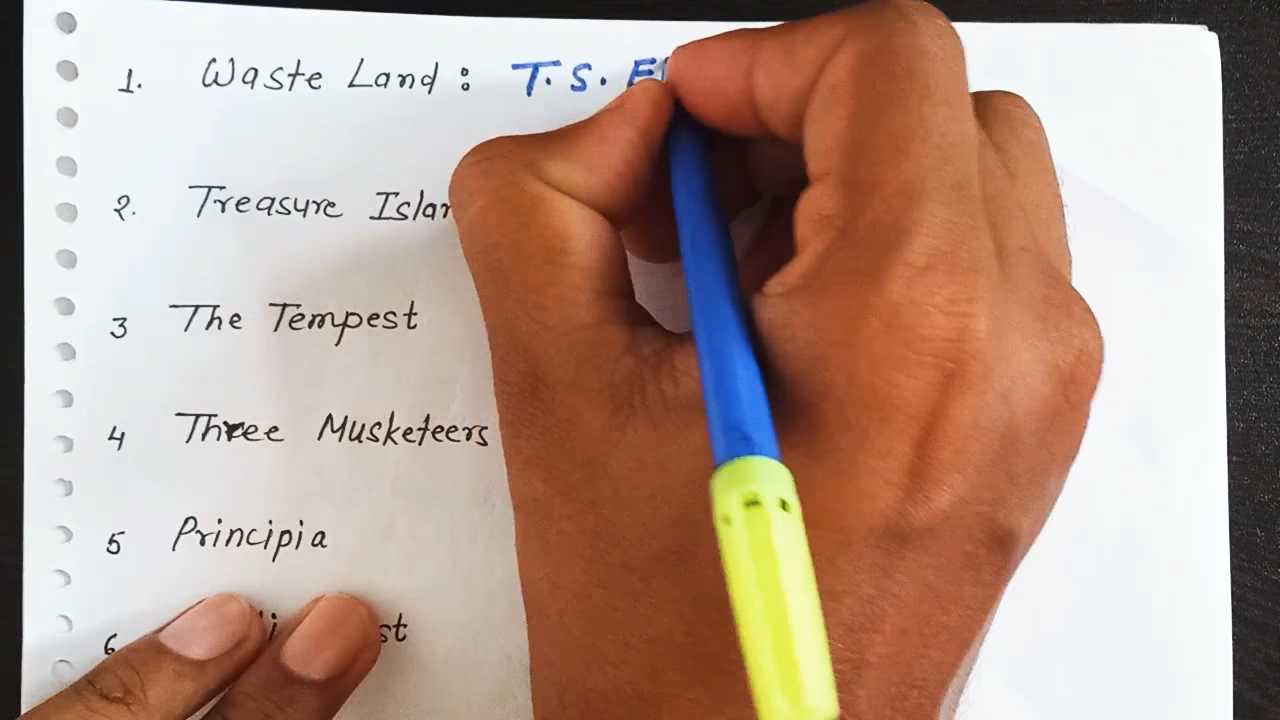 1. Waste Land : T. S.
2. Treasure
3 The Tempest
4 Three Musketeers
5 Principia
6